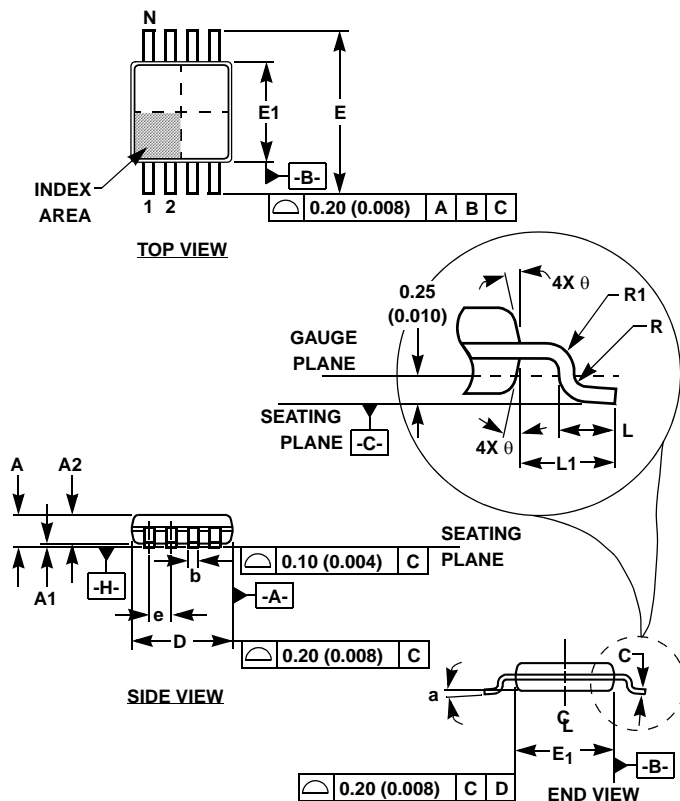 N
E1
E
-B-
INDEX
AREA
1 2
0.20 (0.008) A B C
TOP VIEW
0.25
(0.010)
4X θ
R1
R
GAUGE
PLANE
SEATING
PLANE
-C-
4X θ
L
L1
A A2
A1
-H-
b
e
D
-A-
SEATING
PLANE
0.10 (0.004) C
0.20 (0.008) C
SIDE VIEW
C
a
CL
E1
-B-
0.20 (0.008) C D
END VIEW